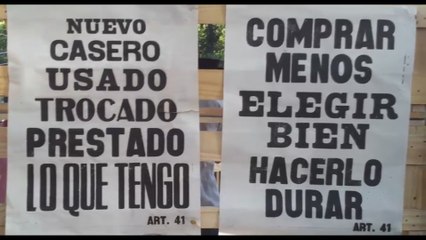 NUEVO
CASERO
USADO
TROCADO
PRESTADO
LO QUE TENGO
ART. 41
COMPRAR
MENOS
ELEGIR
BIEN
HACERLO
DURAR
ART. 41